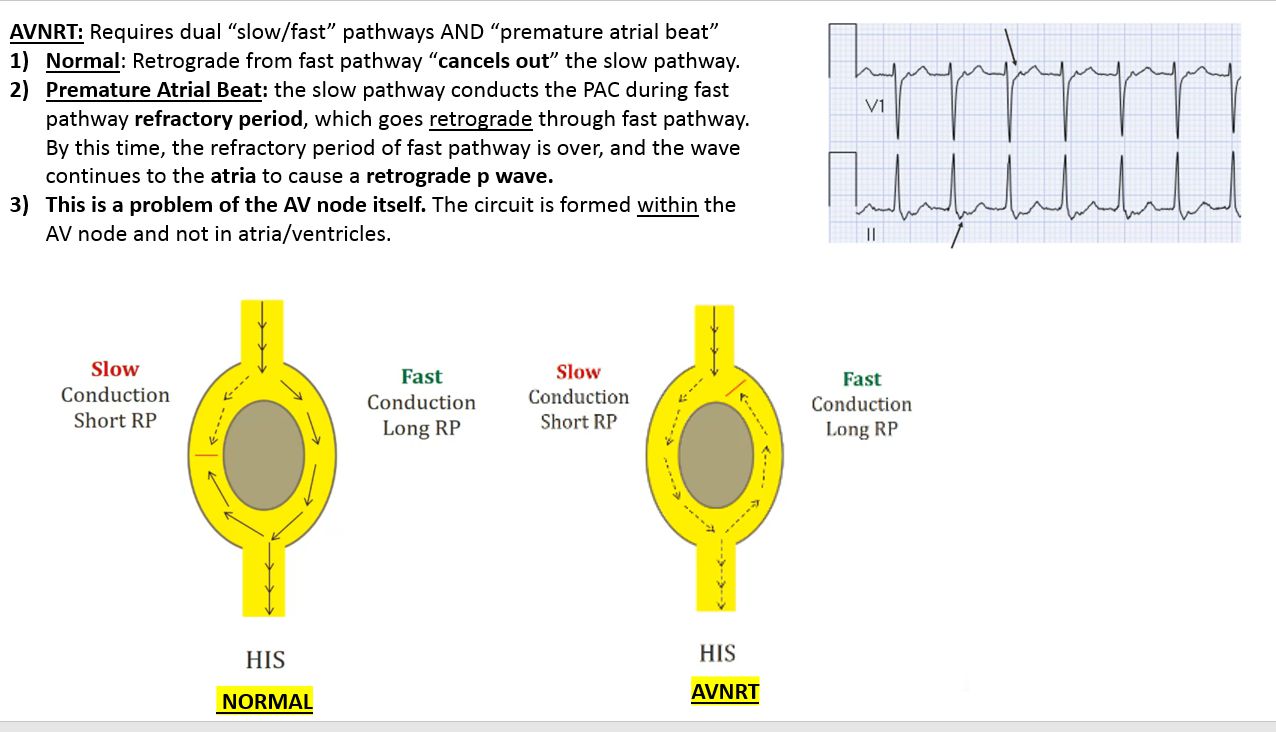 AVNRT: Requires dual “slow/fast” pathways AND “premature atrial beat”
1) Normal: Retrograde from fast pathway “cancels out” the slow pathway.
2) Premature Atrial Beat: the slow pathway conducts the PAC during fast
pathway refractory period, which goes retrograde through fast pathway.
By this time, the refractory period of fast pathway is over, and the wave
continues to the atria to cause a retrograde p wave.
3) This is a problem of the AV node itself. The circuit is formed within the
AV node and not in atria/ventricles.
V1
II
Slow
Conduction
Short RP
Fast
Conduction
Long RP
HIS
NORMAL
Slow
Conduction
Short RP
Fast
Conduction
Long RP
HIS
AVNRT